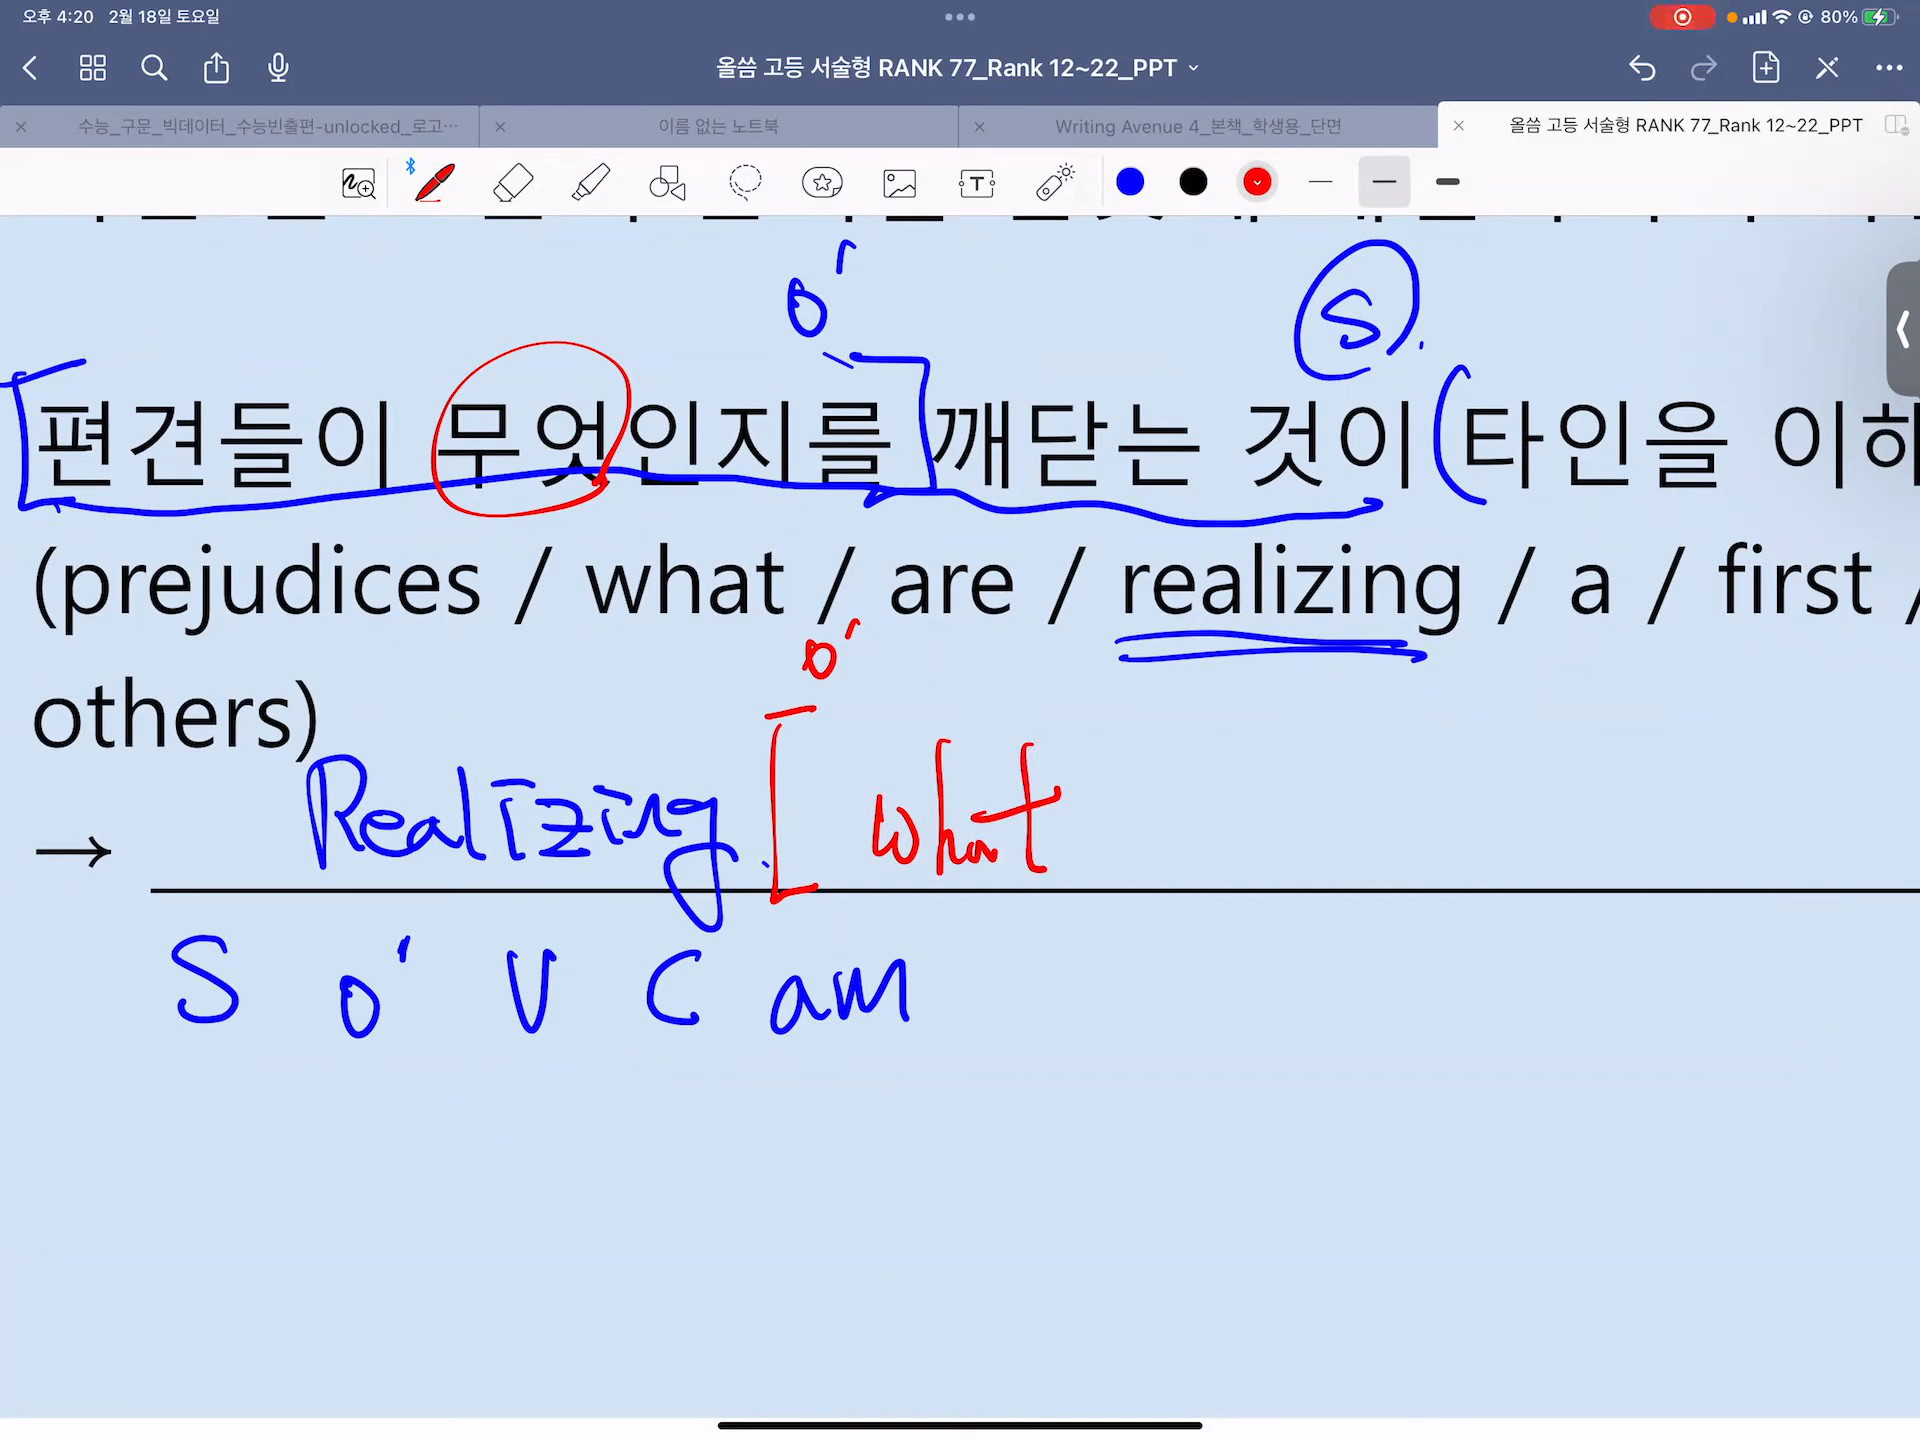 오후 4:20 2월 18일 토요일
80%
올씀 고등 서술형 RANK 77_Rank 12~22_PPT
수능_구문_빅데이터_수능빈출편-unlocked_로고…
이름 없는 노트북
Writing Avenue 4_본책_학생용_단면
올씀 고등 서술형 RANK 77_Rank 12~22_PPT
O'
S
편견들이 무엇인지를 깨닫는 것이 (타인을 이해
(prejudices / what / are / realizing / a / first /
O'
others)
→ Realizing [ what
S O' V C am